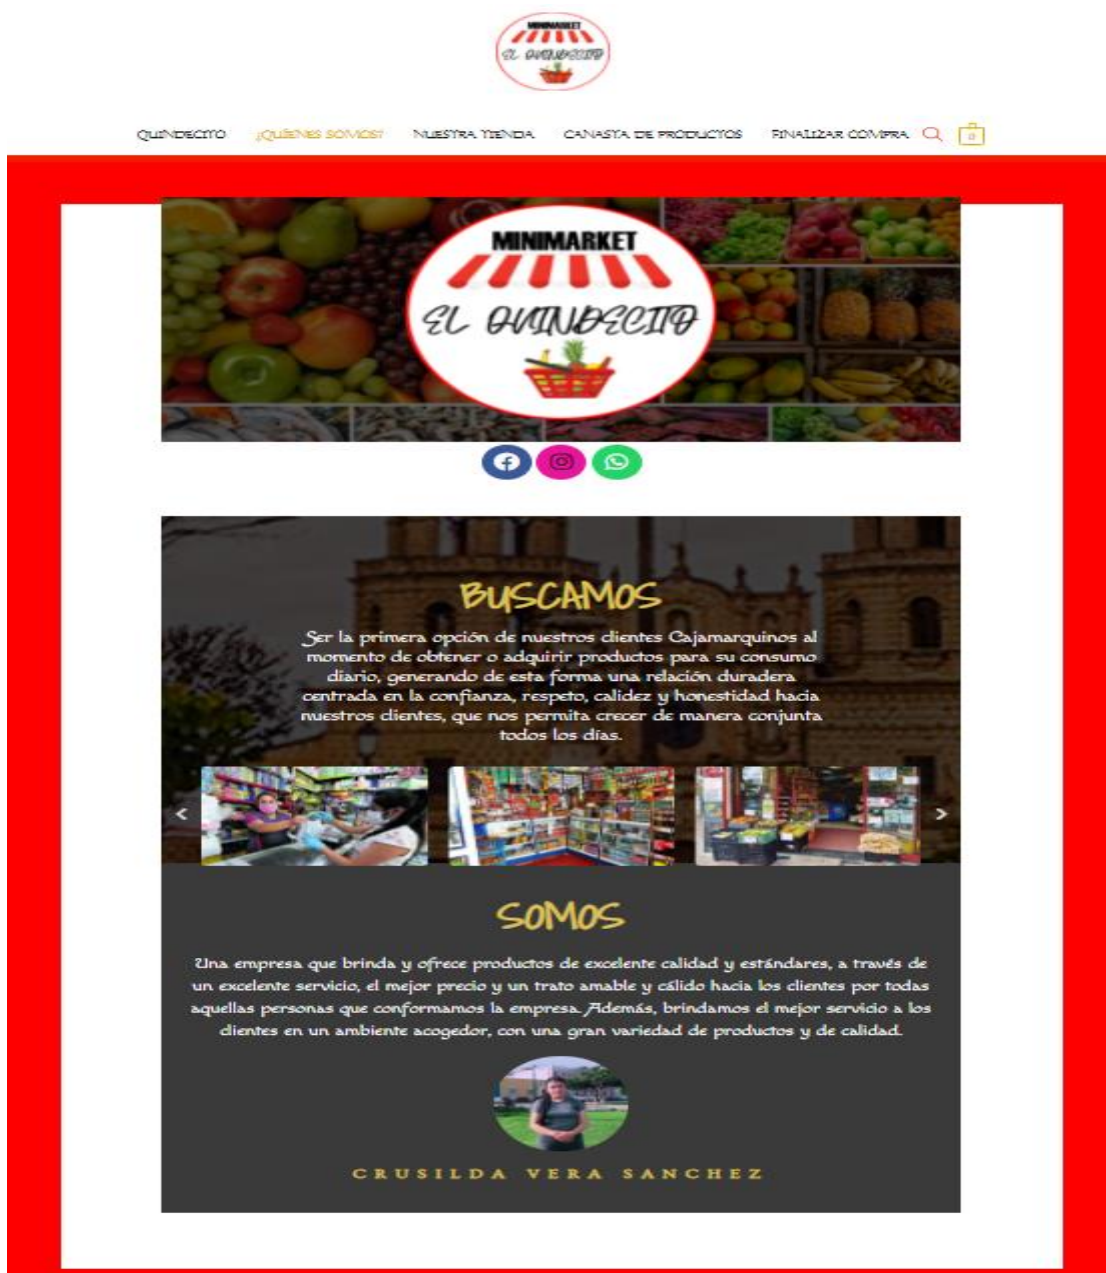 MINIMARKET
EL QUINDECITO
QUINDECITO ¿QUIENES SOMOS? NUESTRA TIENDA CANASTA DE PRODUCTOS FINALIZAR COMPRA 0
MINIMARKET
EL QUINDECITO
BUSCAMOS
Ser la primera opción de nuestros clientes Cajamarquinos al
momento de obtener o adquirir productos para su consumo
diario, generando de esta forma una relación duradera
centrada en la confianza, respeto, calidez y honestidad hacia
nuestros clientes, que nos permita crecer de manera conjunta
todos los días.
SOMOS
Una empresa que brinda y ofrece productos de excelente calidad y estándares, a través de
un excelente servicio, el mejor precio y un trato amable y cálido hacia los clientes por todas
aquellas personas que conformamos la empresa. Además, brindamos el mejor servicio a los
clientes en un ambiente acogedor, con una gran variedad de productos y de calidad.
CRUSILDA VERA SANCHEZ